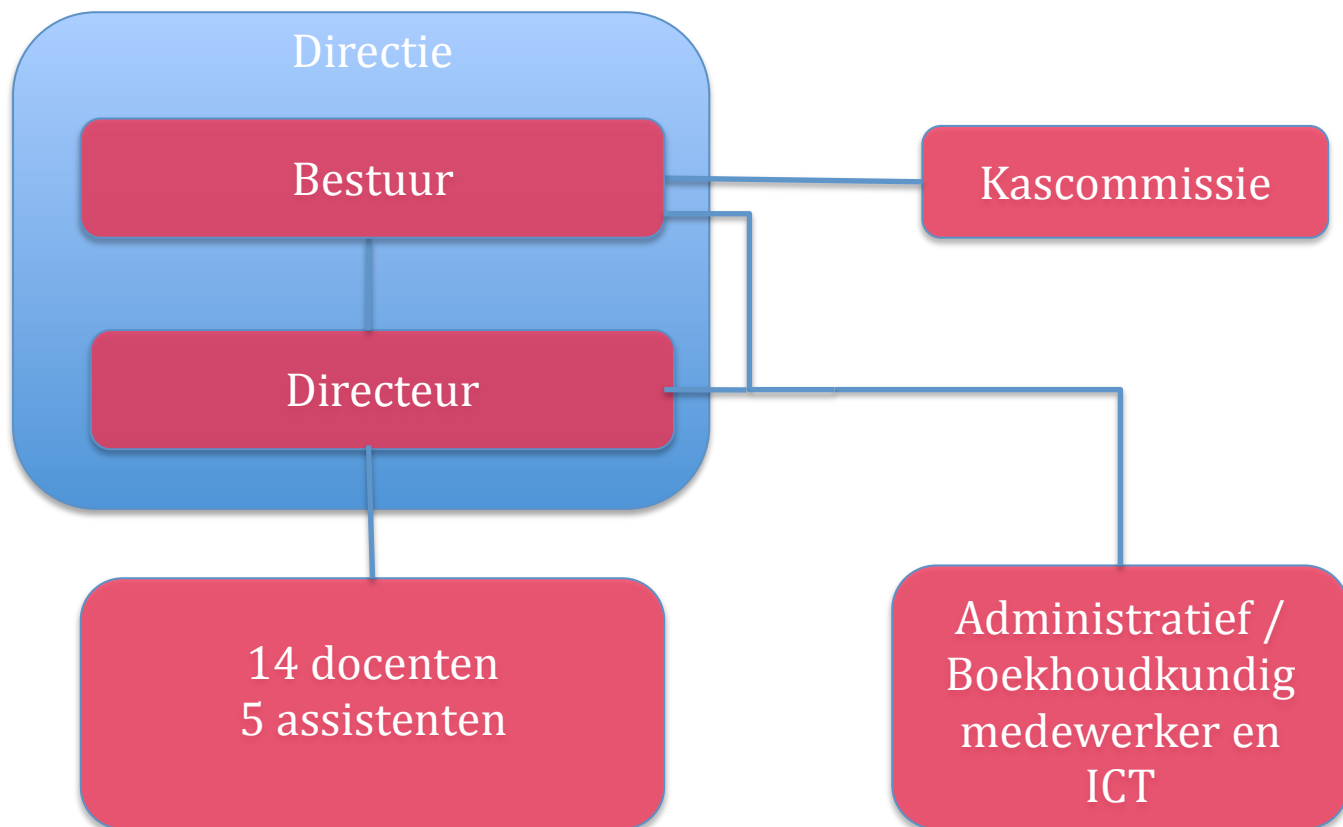 Directie
Bestuur
Kascommissie
Directeur
14 docenten
5 assistenten
Administratief /
Boekhoudkundig
medewerker en
ICT